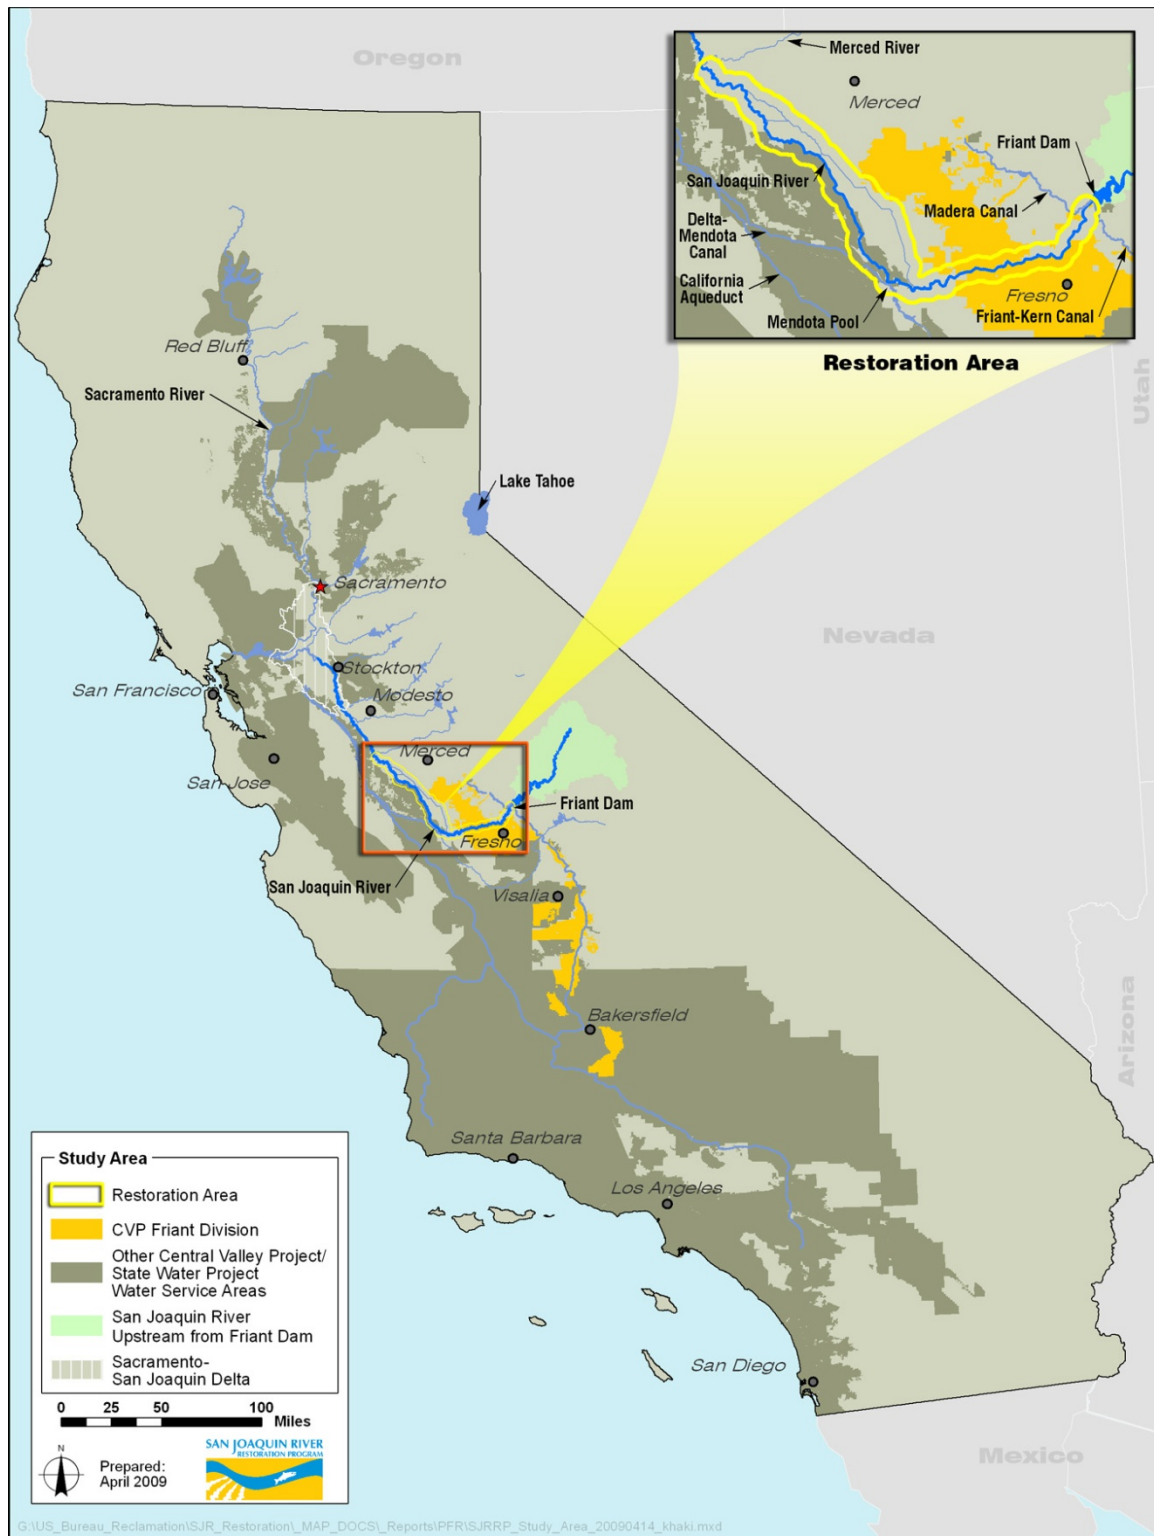 Oregon
Merced River
Merced
Friant Dam
San Joaquin River
Madera Canal
Delta-
Mendota
Canal
California
Aqueduct
Mendota Pool
Fresno
Friant-Kern Canal
Restoration Area
Utah
Red Bluff
Sacramento River
Lake Tahoe
Sacramento
Nevada
Stockton
San Francisco
Modesto
Merced
San Jose
Friant Dam
Fresno
San Joaquin River
Visalia
Arizona
Bakersfield
Santa Barbara
Los Angeles
San Diego
Mexico
Study Area
Restoration Area
CVP Friant Division
Other Central Valley Project/
State Water Project
Water Service Areas
San Joaquin River
Upstream from Friant Dam
Sacramento-
San Joaquin Delta
0 25 50 100
Miles
N
Prepared:
April 2009
SAN JOAQUIN RIVER
RESTORATION PROGRAM
G:\US_Bureau_Reclamation\SJR_Restoration\_MAP_DOCS\_Reports\PFR\SJRRP_Study_Area_20090414_khaki.mxd